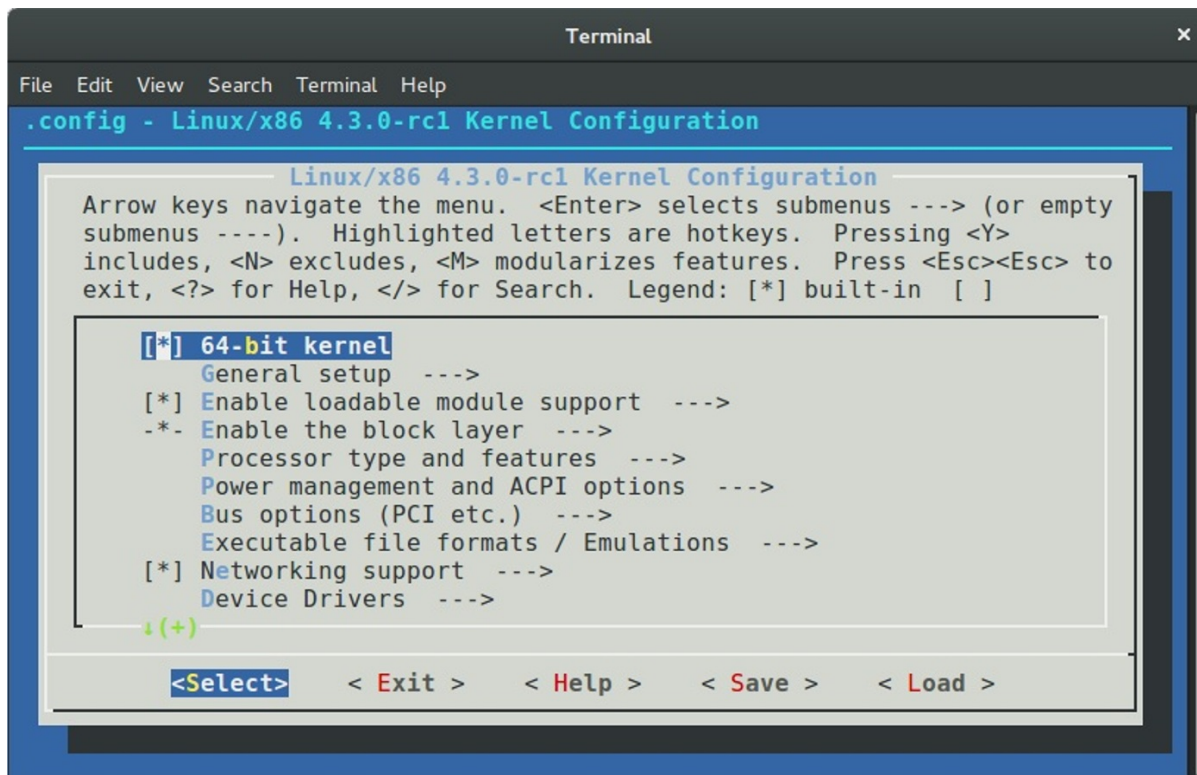 Terminal ×
File Edit View Search Terminal Help
.config - Linux/x86 4.3.0-rc1 Kernel Configuration
Linux/x86 4.3.0-rc1 Kernel Configuration
Arrow keys navigate the menu. <Enter> selects submenus ---> (or empty
submenus ----). Highlighted letters are hotkeys. Pressing <Y>
includes, <N> excludes, <M> modularizes features. Press <Esc><Esc> to
exit, <?> for Help, </> for Search. Legend: [*] built-in [ ]
[*] 64-bit kernel
General setup --->
[*] Enable loadable module support --->
-*- Enable the block layer --->
Processor type and features --->
Power management and ACPI options --->
Bus options (PCI etc.) --->
Executable file formats / Emulations --->
[*] Networking support --->
Device Drivers --->
↓(+)
<Select> < Exit > < Help > < Save > < Load >